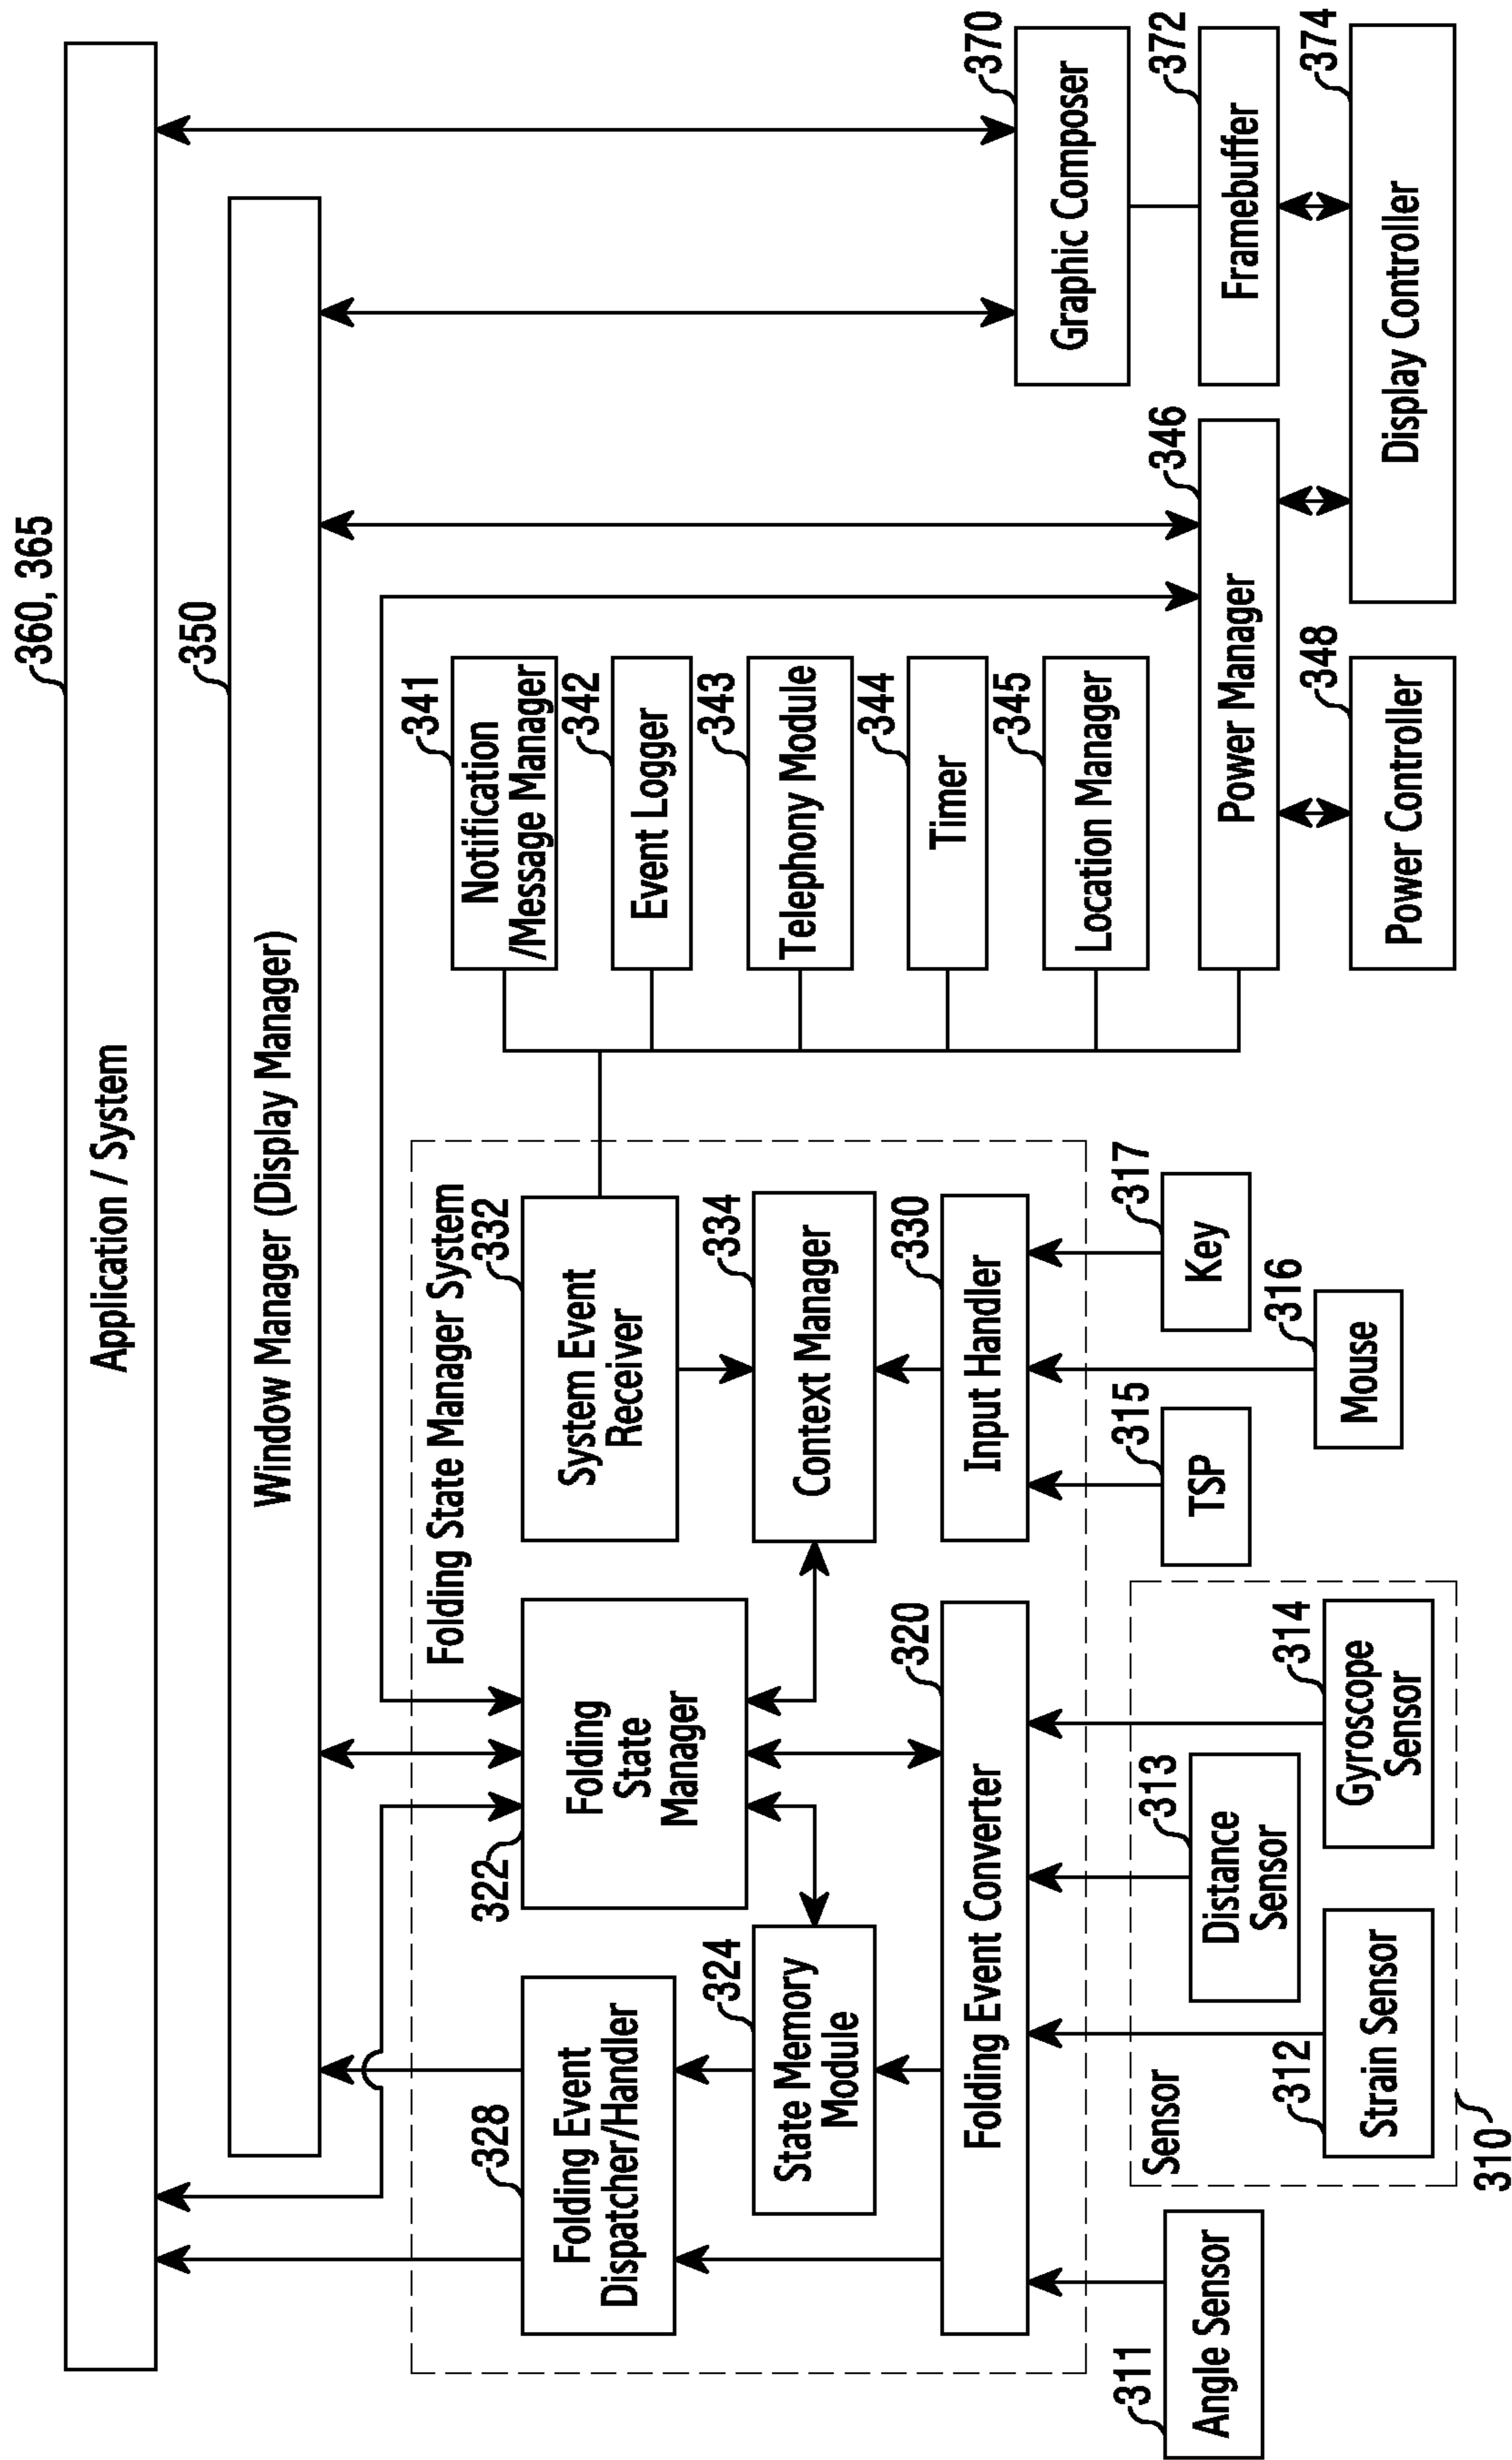 360, 365
Application / System
350
Window Manager (Display Manager)
Folding State Manager System
322
Folding
State
Manager
332
System Event
Receiver
341
Notification
/Message Manager
342
Event Logger
328
Folding Event
Dispatcher/Handler
324
State Memory
Module
334
Context Manager
343
Telephony Module
344
Timer
320
Folding Event Converter
330
Input Handler
345
Location Manager
370
Graphic Composer
311
Angle Sensor
Sensor
312
Strain Sensor
313
Distance
Sensor
314
Gyroscope
Sensor
310
315
TSP
316
Mouse
317
Key
346
Power Manager
372
Framebuffer
348
Power Controller
374
Display Controller